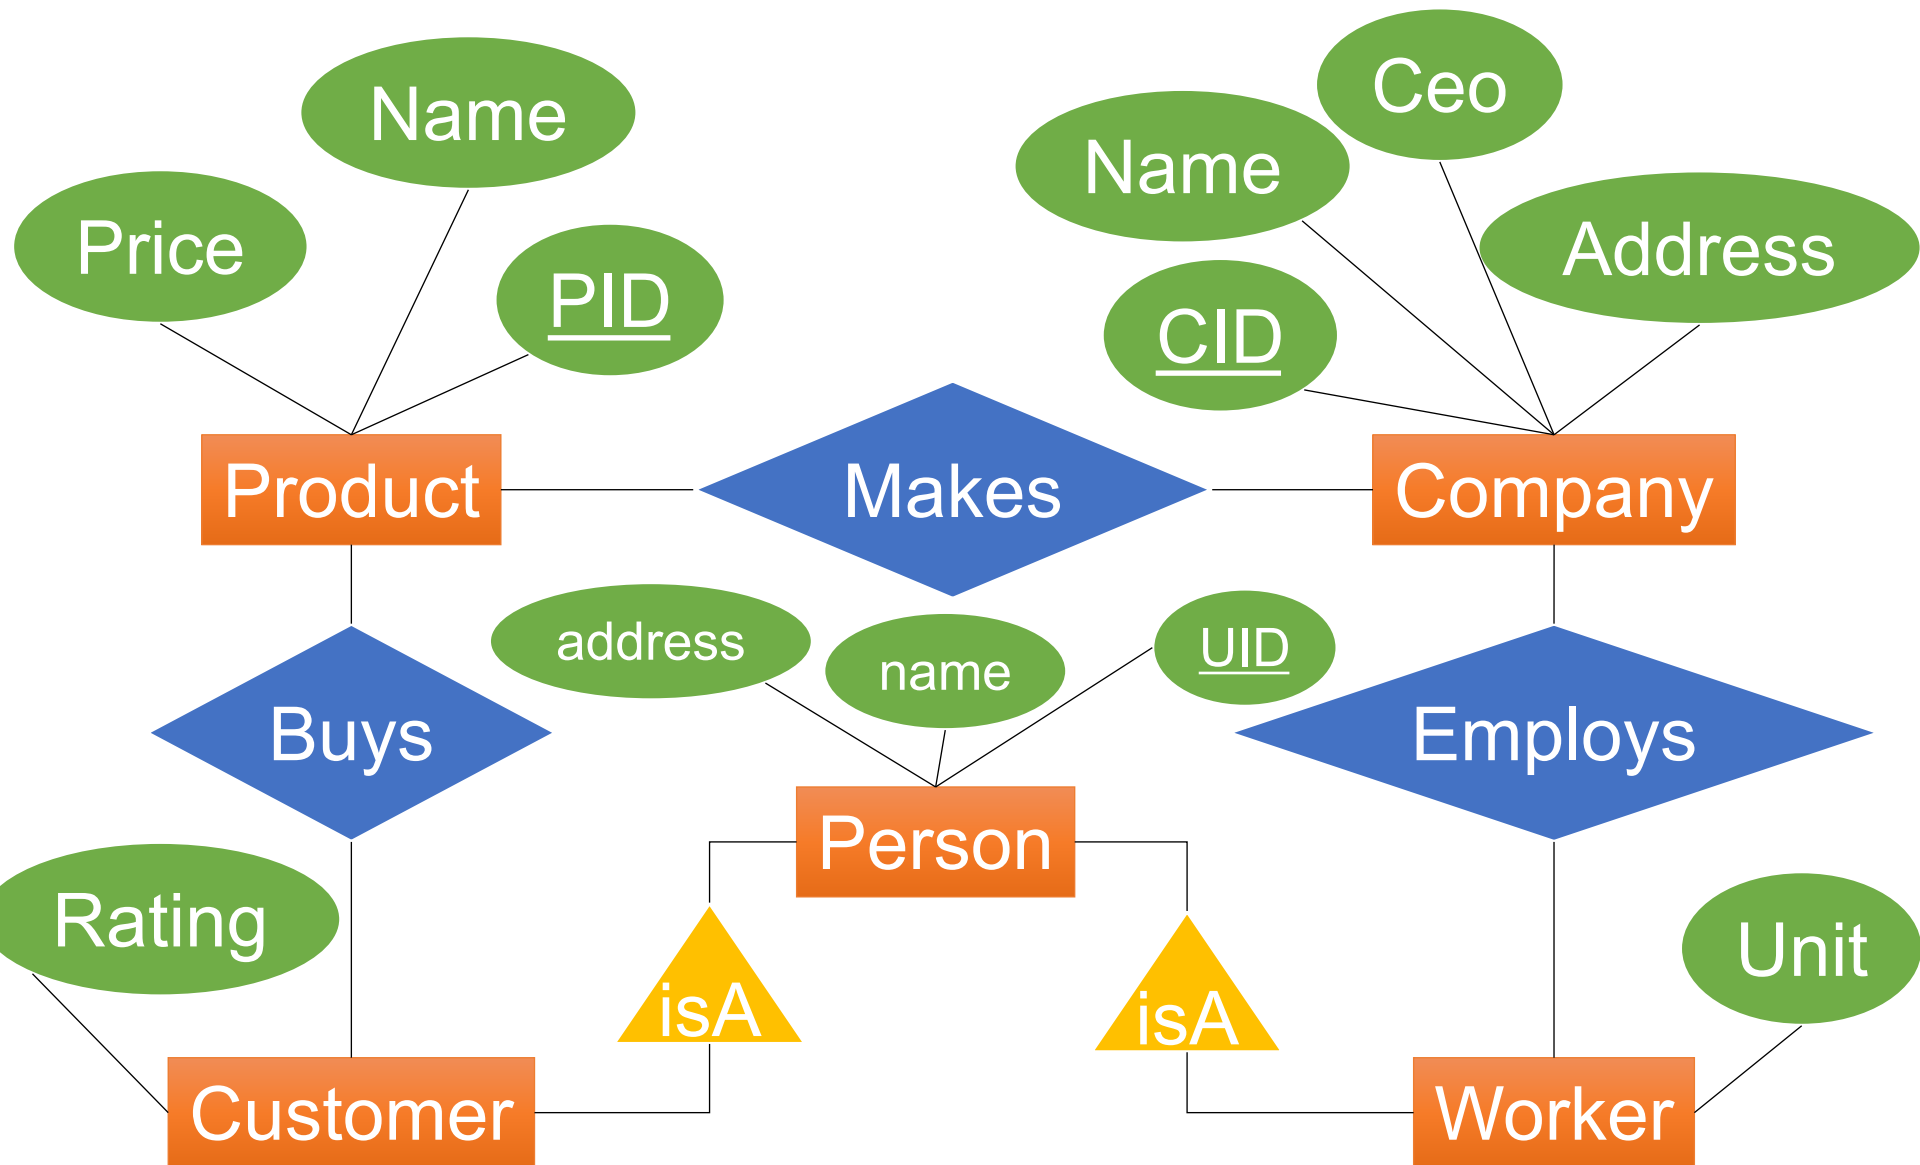 Ceo
Name
Name
Price
Address
PID
CID
Product
Makes
Company
address
name
UID
Buys
Employs
Person
Rating
Unit
isA
isA
Customer
Worker